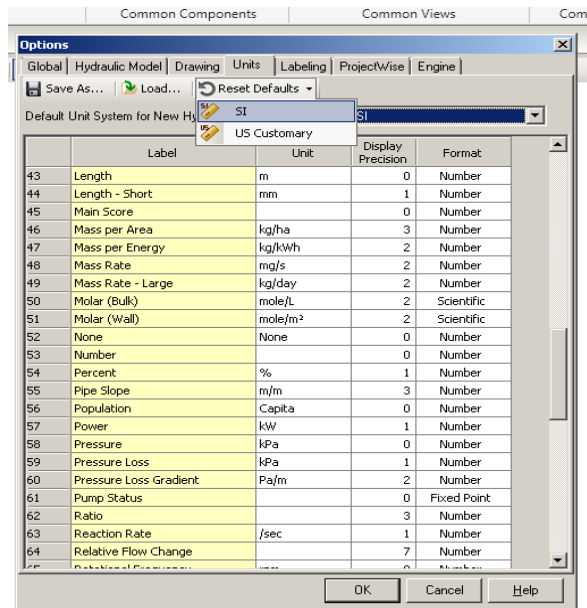 Common Components Common Views Com
Options
Global Hydraulic Model Drawing Units Labeling ProjectWise Engine
Save As... Load... Reset Defaults
SI SI
US US Customary
Default Unit System for New Hy SI
Label Unit Display Precision Format
43 Length m 0 Number
44 Length - Short mm 1 Number
45 Main Score 0 Number
46 Mass per Area kg/ha 3 Number
47 Mass per Energy kg/kWh 2 Number
48 Mass Rate mg/s 2 Number
49 Mass Rate - Large kg/day 2 Number
50 Molar (Bulk) mole/L 2 Scientific
51 Molar (Wall) mole/m² 2 Scientific
52 None None 0 Number
53 Number 0 Number
54 Percent % 1 Number
55 Pipe Slope m/m 3 Number
56 Population Capita 0 Number
57 Power kW 1 Number
58 Pressure kPa 0 Number
59 Pressure Loss kPa 1 Number
60 Pressure Loss Gradient Pa/m 2 Number
61 Pump Status 0 Fixed Point
62 Ratio 3 Number
63 Reaction Rate /sec 1 Number
64 Relative Flow Change 7 Number
OK Cancel Help